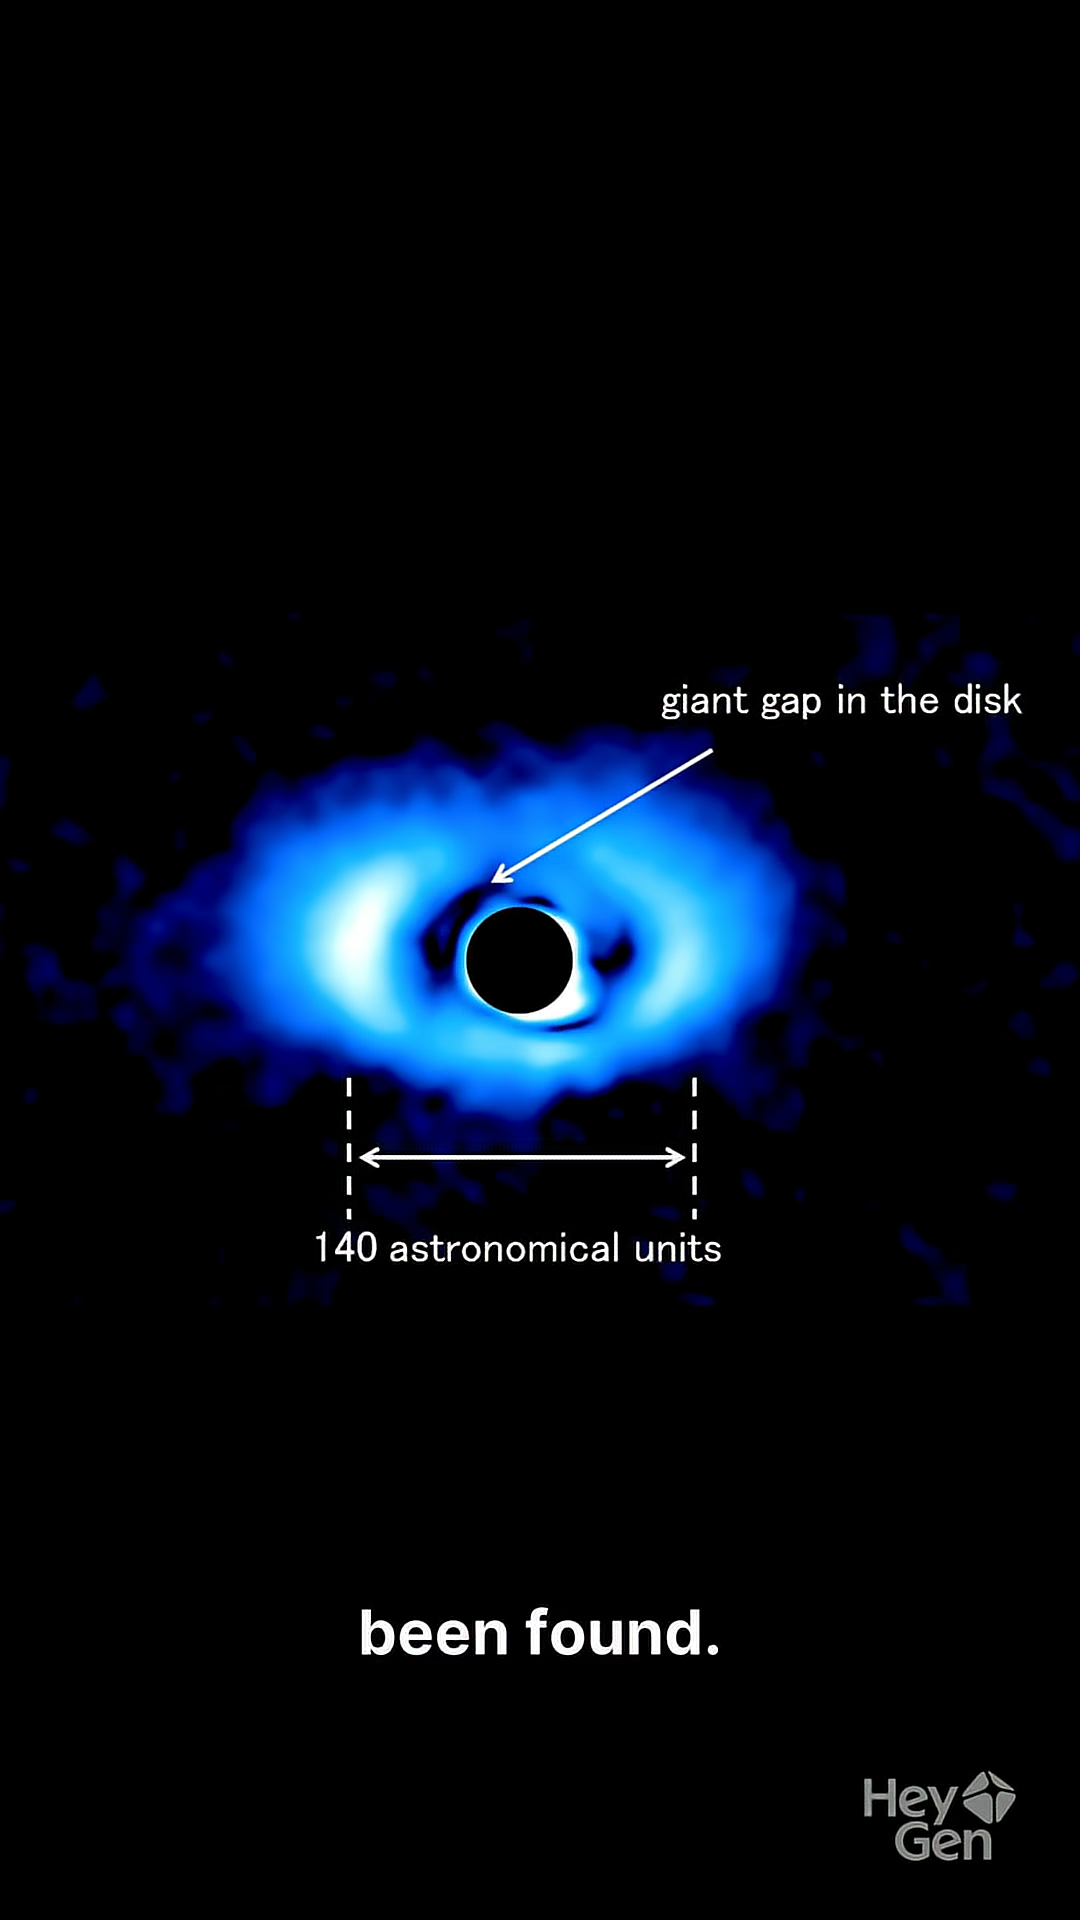 giant gap in the disk
140 astronomical units
been found.
Hey
Gen